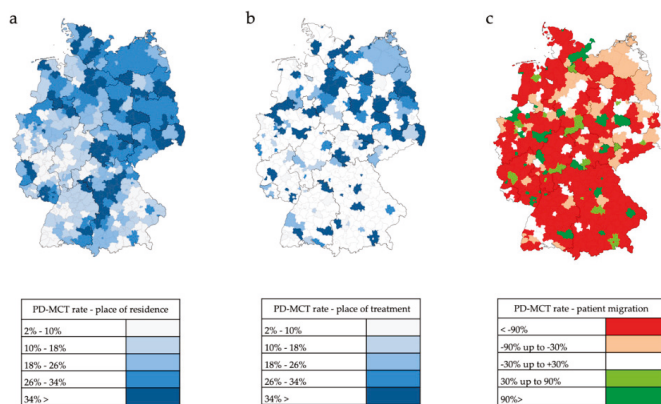 a
b
c
PD-MCT rate - place of residence
2% - 10%
10% - 18%
18% - 26%
26% - 34%
34% >
PD-MCT rate - place of treatment
2% - 10%
10% - 18%
18% - 26%
26% - 34%
34% >
PD-MCT rate - patient migration
< -90%
-90% up to -30%
-30% up to +30%
30% up to 90%
90%>